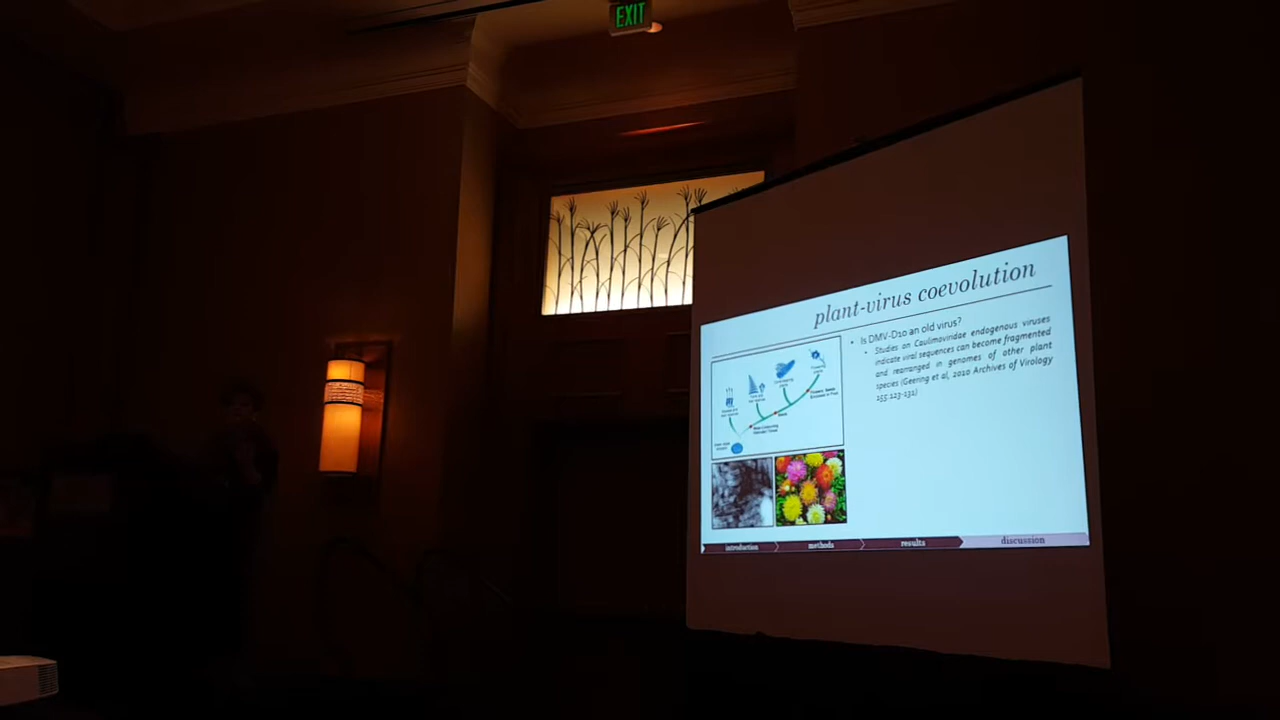 EXIT
plant-virus coevolution
• Is DMV-D10 an old virus?
• Studies on Caulimoviridae endogenous viruses
indicate viral sequences can become fragmented
and rearranged in genomes of other plant
species (Geering et al, 2010 Archives of Virology
155:123-131)
introduction
methods
results
discussion